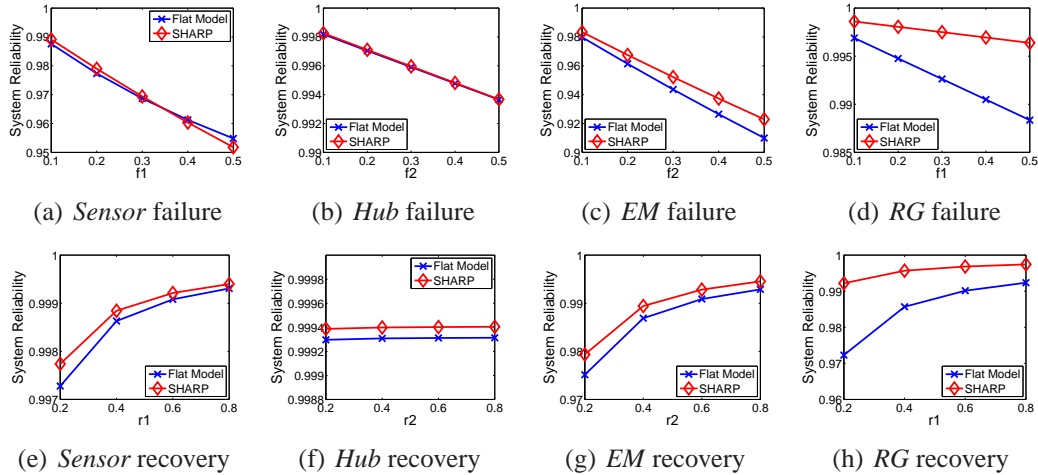 1
0.99
0.98
0.97
0.96
0.95
0.1 0.2 0.3 0.4 0.5
f1
System Reliability
Flat Model
SHARP
(a) Sensor failure
1
0.998
0.996
0.994
0.992
0.99
0.1 0.2 0.3 0.4 0.5
f2
System Reliability
Flat Model
SHARP
(b) Hub failure
1
0.98
0.96
0.94
0.92
0.9
0.1 0.2 0.3 0.4 0.5
f2
System Reliability
Flat Model
SHARP
(c) EM failure
1
0.995
0.99
0.985
0.1 0.2 0.3 0.4 0.5
f1
System Reliability
Flat Model
SHARP
(d) RG failure
1
0.999
0.998
0.997
0.2 0.4 0.6 0.8
r1
System Reliability
Flat Model
SHARP
(e) Sensor recovery
1
0.9998
0.9996
0.9994
0.9992
0.999
0.9988
0.2 0.4 0.6 0.8
r2
System Reliability
Flat Model
SHARP
(f) Hub recovery
1
0.99
0.98
0.97
0.2 0.4 0.6 0.8
r2
System Reliability
Flat Model
SHARP
(g) EM recovery
1
0.99
0.98
0.97
0.96
0.2 0.4 0.6 0.8
r1
System Reliability
Flat Model
SHARP
(h) RG recovery